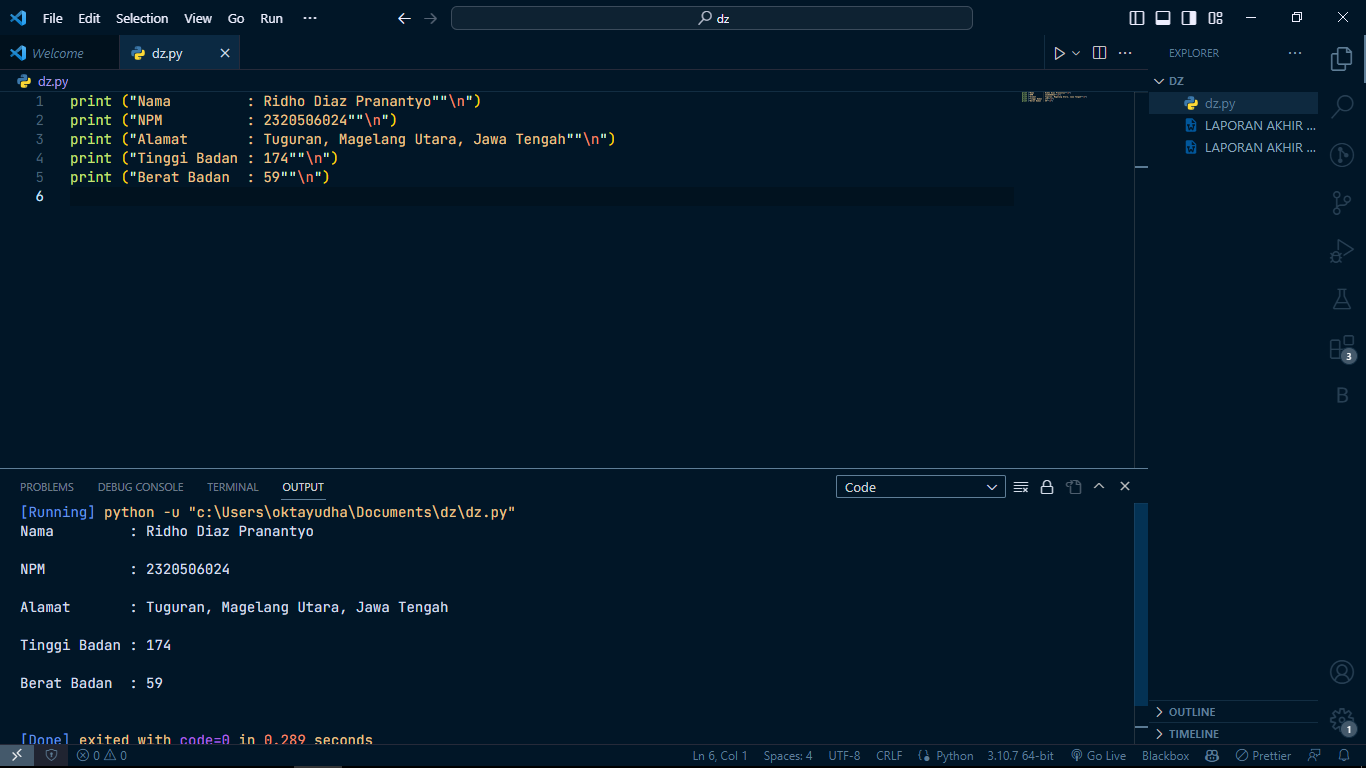 File Edit Selection View Go Run ··· dz
Welcome dz.py
EXPLORER
dz.py
DZ
dz.py
LAPORAN AKHIR ...
LAPORAN AKHIR ...
1 print ("Nama         : Ridho Diaz Pranantyo""\n")
2 print ("NPM          : 2320506024""\n")
3 print ("Alamat       : Tuguran, Magelang Utara, Jawa Tengah""\n")
4 print ("Tinggi Badan : 174""\n")
5 print ("Berat Badan  : 59""\n")
6
3
B
PROBLEMS DEBUG CONSOLE TERMINAL OUTPUT Code
[Running] python -u "c:\Users\oktayudha\Documents\dz\dz.py"
Nama         : Ridho Diaz Pranantyo
NPM          : 2320506024
Alamat       : Tuguran, Magelang Utara, Jawa Tengah
Tinggi Badan : 174
Berat Badan  : 59
[Done] exited with code=0 in 0.289 seconds
OUTLINE
TIMELINE
1
0 0 Ln 6, Col 1 Spaces: 4 UTF-8 CRLF Python 3.10.7 64-bit Go Live Blackbox Prettier